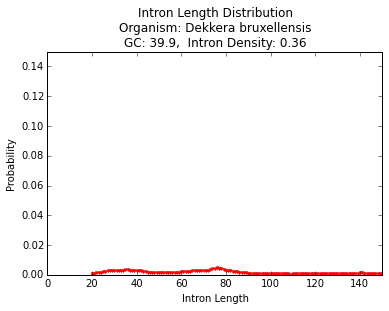 Intron Length Distribution
Organism: Dekkera bruxellensis
GC: 39.9,  Intron Density: 0.36
0.14
0.12
0.10
0.08
0.06
0.04
0.02
0.00
Probability
0 20 40 60 80 100 120 140
Intron Length